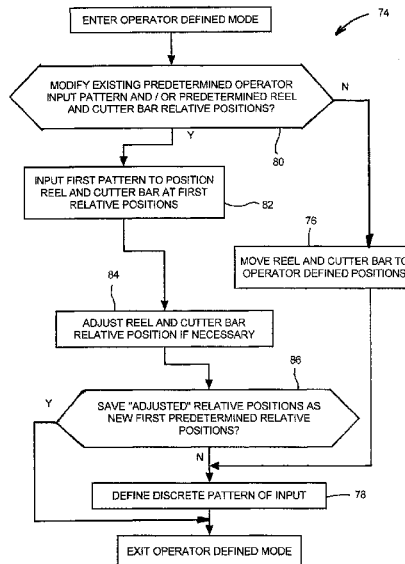 ENTER OPERATOR DEFINED MODE
74
MODIFY EXISTING PREDETERMINED OPERATOR
INPUT PATTERN AND / OR PREDETERMINED REEL
AND CUTTER BAR RELATIVE POSITIONS?
N
Y
80
INPUT FIRST PATTERN TO POSITION
REEL AND CUTTER BAR AT FIRST
RELATIVE POSITIONS
82
76
MOVE REEL AND CUTTER BAR TO
OPERATOR DEFINED POSITIONS
84
ADJUST REEL AND CUTTER BAR
RELATIVE POSITION IF NECESSARY
86
Y
SAVE "ADJUSTED" RELATIVE POSITIONS AS
NEW FIRST PREDETERMINED RELATIVE
POSITIONS?
N
DEFINE DISCRETE PATTERN OF INPUT
78
EXIT OPERATOR DEFINED MODE